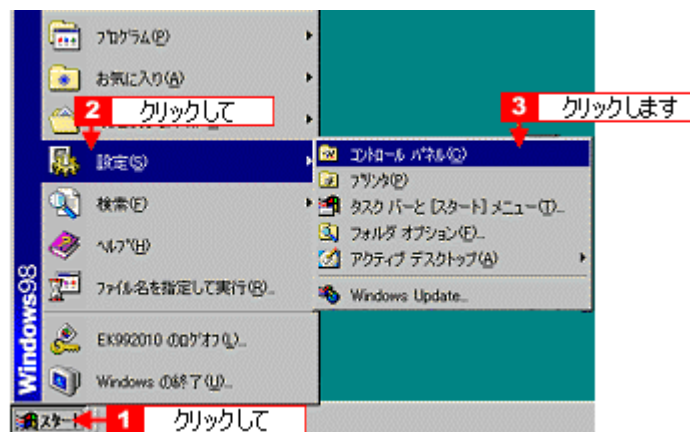 プログラム(P)
お気に入り(A)
2 クリックして
3 クリックします
設定(S)
コントロール パネル(C)
プリンタ(P)
検索(F)
タスク バーと [スタート] メニュー(T)...
フォルダ オプション(F)...
ヘルプ(H)
アクティブ デスクトップ(A)
ファイル名を指定して実行(R)...
Windows Update...
EK992010 のログオフ(L)...
Windows の終了(U)...
Windows98
スタート
1 クリックして